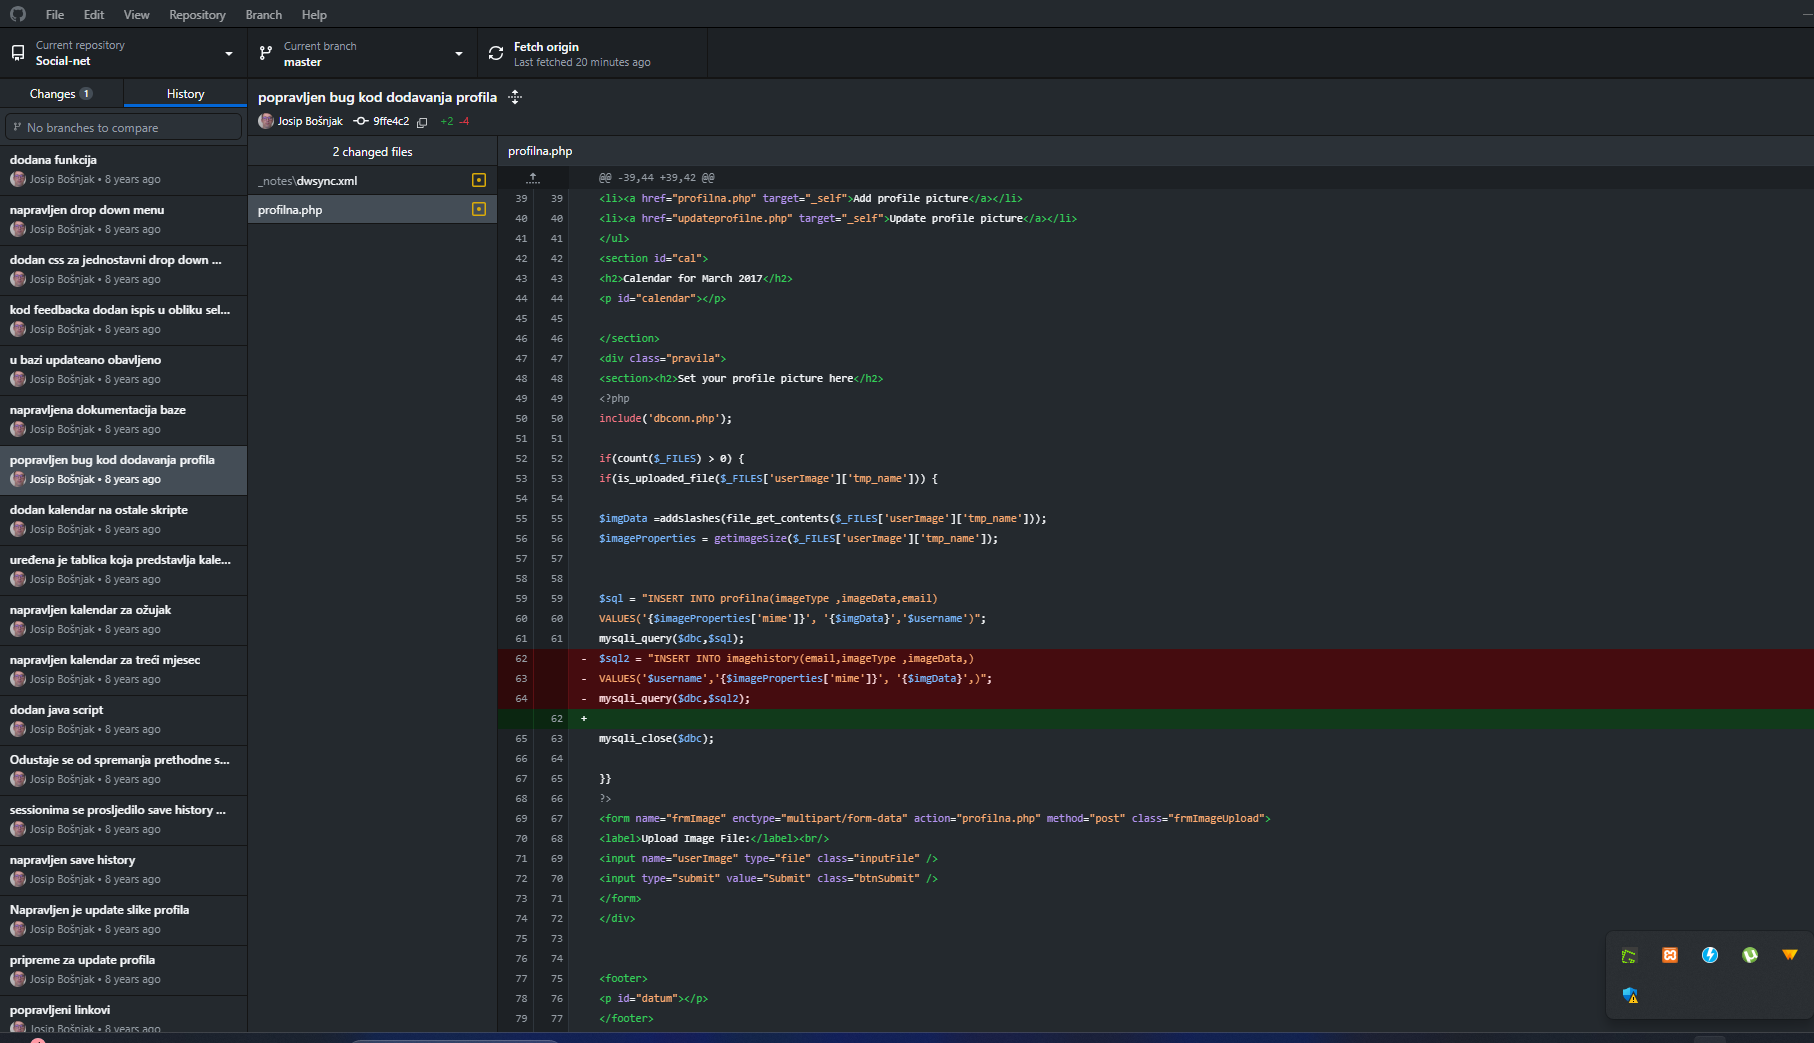 File Edit View Repository Branch Help
Current repository
Social-net
Current branch
master
Fetch origin
Last fetched 20 minutes ago
Changes 1
History
No branches to compare
dodana funkcija
Josip Bošnjak • 8 years ago
napravljen drop down menu
Josip Bošnjak • 8 years ago
dodan css za jednostavni drop down ...
Josip Bošnjak • 8 years ago
kod feedbacka dodan ispis u obliku sel...
Josip Bošnjak • 8 years ago
u bazi updateano obavljeno
Josip Bošnjak • 8 years ago
napravljena dokumentacija baze
Josip Bošnjak • 8 years ago
popravljen bug kod dodavanja profila
Josip Bošnjak • 8 years ago
dodan kalendar na ostale skripte
Josip Bošnjak • 8 years ago
uređena je tablica koja predstavlja kale...
Josip Bošnjak • 8 years ago
napravljen kalendar za ožujak
Josip Bošnjak • 8 years ago
napravljen kalendar za treći mjesec
Josip Bošnjak • 8 years ago
dodan java script
Josip Bošnjak • 8 years ago
Odustaje se od spremanja prethodne s...
Josip Bošnjak • 8 years ago
sessionima se prosljedilo save history ...
Josip Bošnjak • 8 years ago
napravljen save history
Josip Bošnjak • 8 years ago
Napravljen je update slike profila
Josip Bošnjak • 8 years ago
pripreme za update profila
Josip Bošnjak • 8 years ago
popravljeni linkovi
Josip Bošnjak • 8 years ago
popravljen bug kod dodavanja profila
Josip Bošnjak 9ffe4c2 +2 -4
2 changed files
_notes\dwsync.xml
profilna.php
profilna.php
@@ -39,44 +39,42 @@
39 39 <li><a href="profilna.php" target="_self">Add profile picture</a></li>
40 40 <li><a href="updateprofilne.php" target="_self">Update profile picture</a></li>
41 41 </ul>
42 42 <section id="cal">
43 43 <h2>Calendar for March 2017</h2>
44 44 <p id="calendar"></p>
45 45
46 46 </section>
47 47 <div class="pravila">
48 48 <section><h2>Set your profile picture here</h2>
49 49 <?php
50 50 include('dbconn.php');
51 51
52 52 if(count($_FILES) > 0) {
53 53 if(is_uploaded_file($_FILES['userImage']['tmp_name'])) {
54 54
55 55 $imgData =addslashes(file_get_contents($_FILES['userImage']['tmp_name']));
56 56 $imageProperties = getimageSize($_FILES['userImage']['tmp_name']);
57 57
58 58
59 59 $sql = "INSERT INTO profilna(imageType ,imageData,email)
60 60 VALUES('{$imageProperties['mime']}', '{$imgData}','$username')";
61 61 mysqli_query($dbc,$sql);
62 - $sql2 = "INSERT INTO imagehistory(email,imageType ,imageData,)
63 - VALUES('$username','{$imageProperties['mime']}', '{$imgData}',)";
64 - mysqli_query($dbc,$sql2);
62 +
65 63 mysqli_close($dbc);
66 64
67 65 }}
68 66 ?>
69 67 <form name="frmImage" enctype="multipart/form-data" action="profilna.php" method="post" class="frmImageUpload">
70 68 <label>Upload Image File:</label><br/>
71 69 <input name="userImage" type="file" class="inputFile" />
72 70 <input type="submit" value="Submit" class="btnSubmit" />
73 71 </form>
74 72 </div>
75 73
76 74
77 75 <footer>
78 76 <p id="datum"></p>
79 77 </footer>